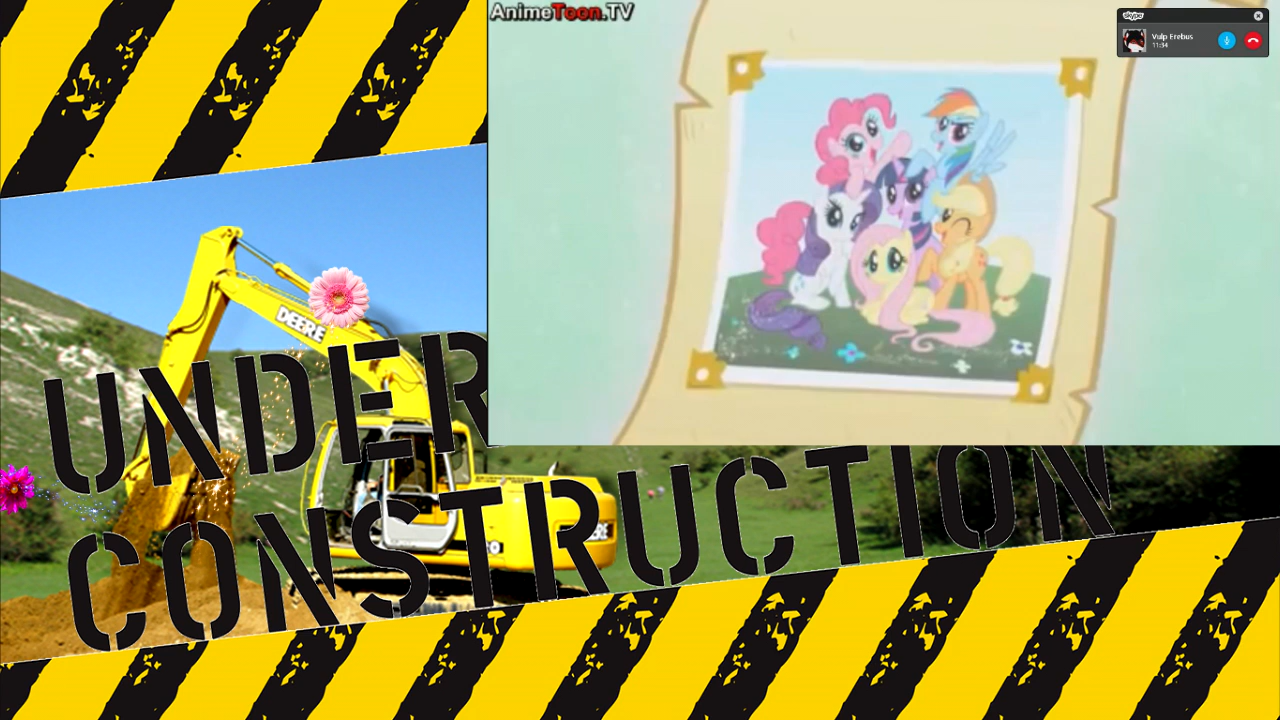 AnimeToon.TV
skype
Vulp Erebus
11:34
DEERE
UNDER
CONSTRUCTION